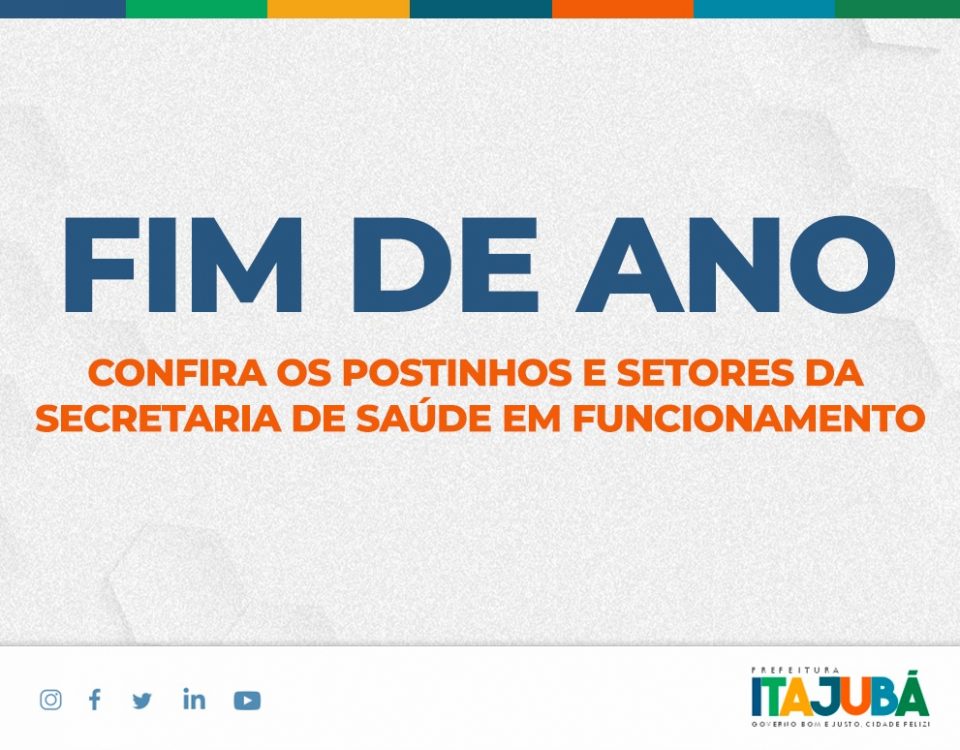 FIM DE ANO
CONFIRA OS POSTINHOS E SETORES DA
SECRETARIA DE SAÚDE EM FUNCIONAMENTO
PREFEITURA
ITAJUBÁ
GOVERNO BOM E JUSTO, CIDADE FELIZ!